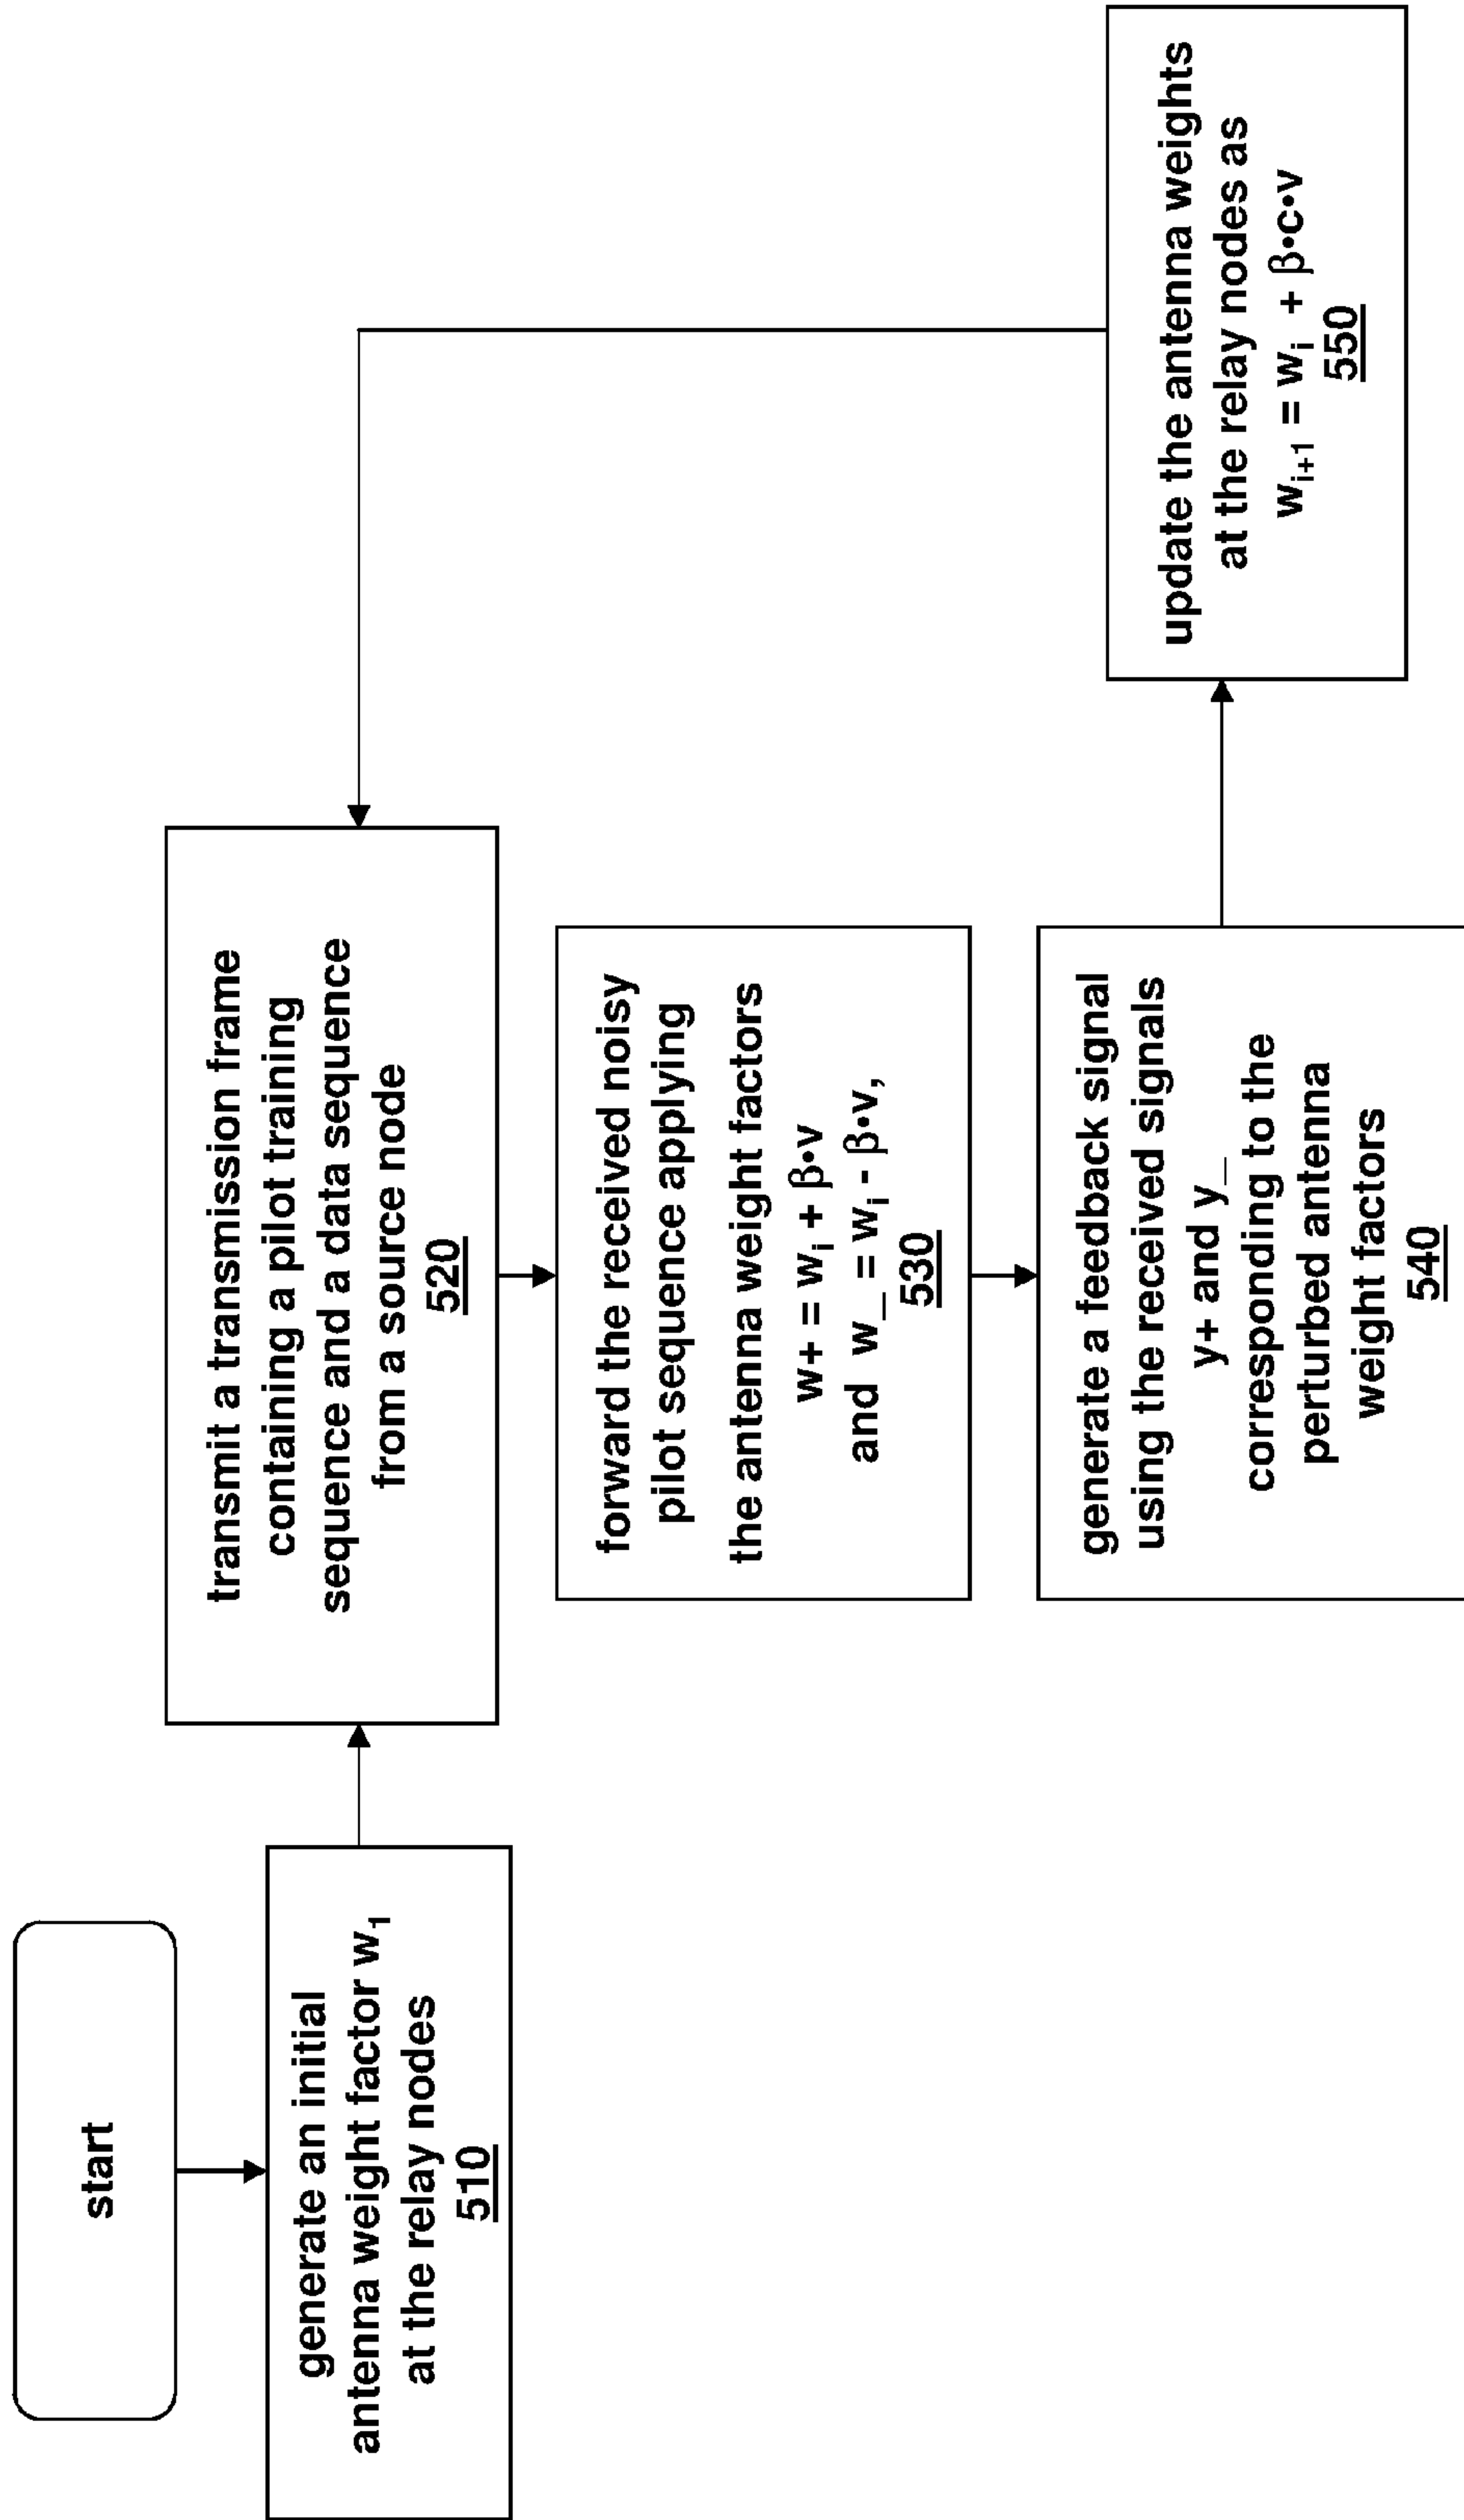 start
generate an initial
antenna weight factor w₁
at the relay nodes
510
transmit a transmission frame
containing a pilot training
sequence and a data sequence
from a source node
520
forward the received noisy
pilot sequence applying
the antenna weight factors
w+ = wᵢ + β•v
and w_ = wᵢ - β•v,
530
generate a feedback signal
using the received signals
y+ and y_
corresponding to the
perturbed antenna
weight factors
540
update the antenna weights
at the relay nodes as
wᵢ₊₁ = wᵢ + β•c•v
550